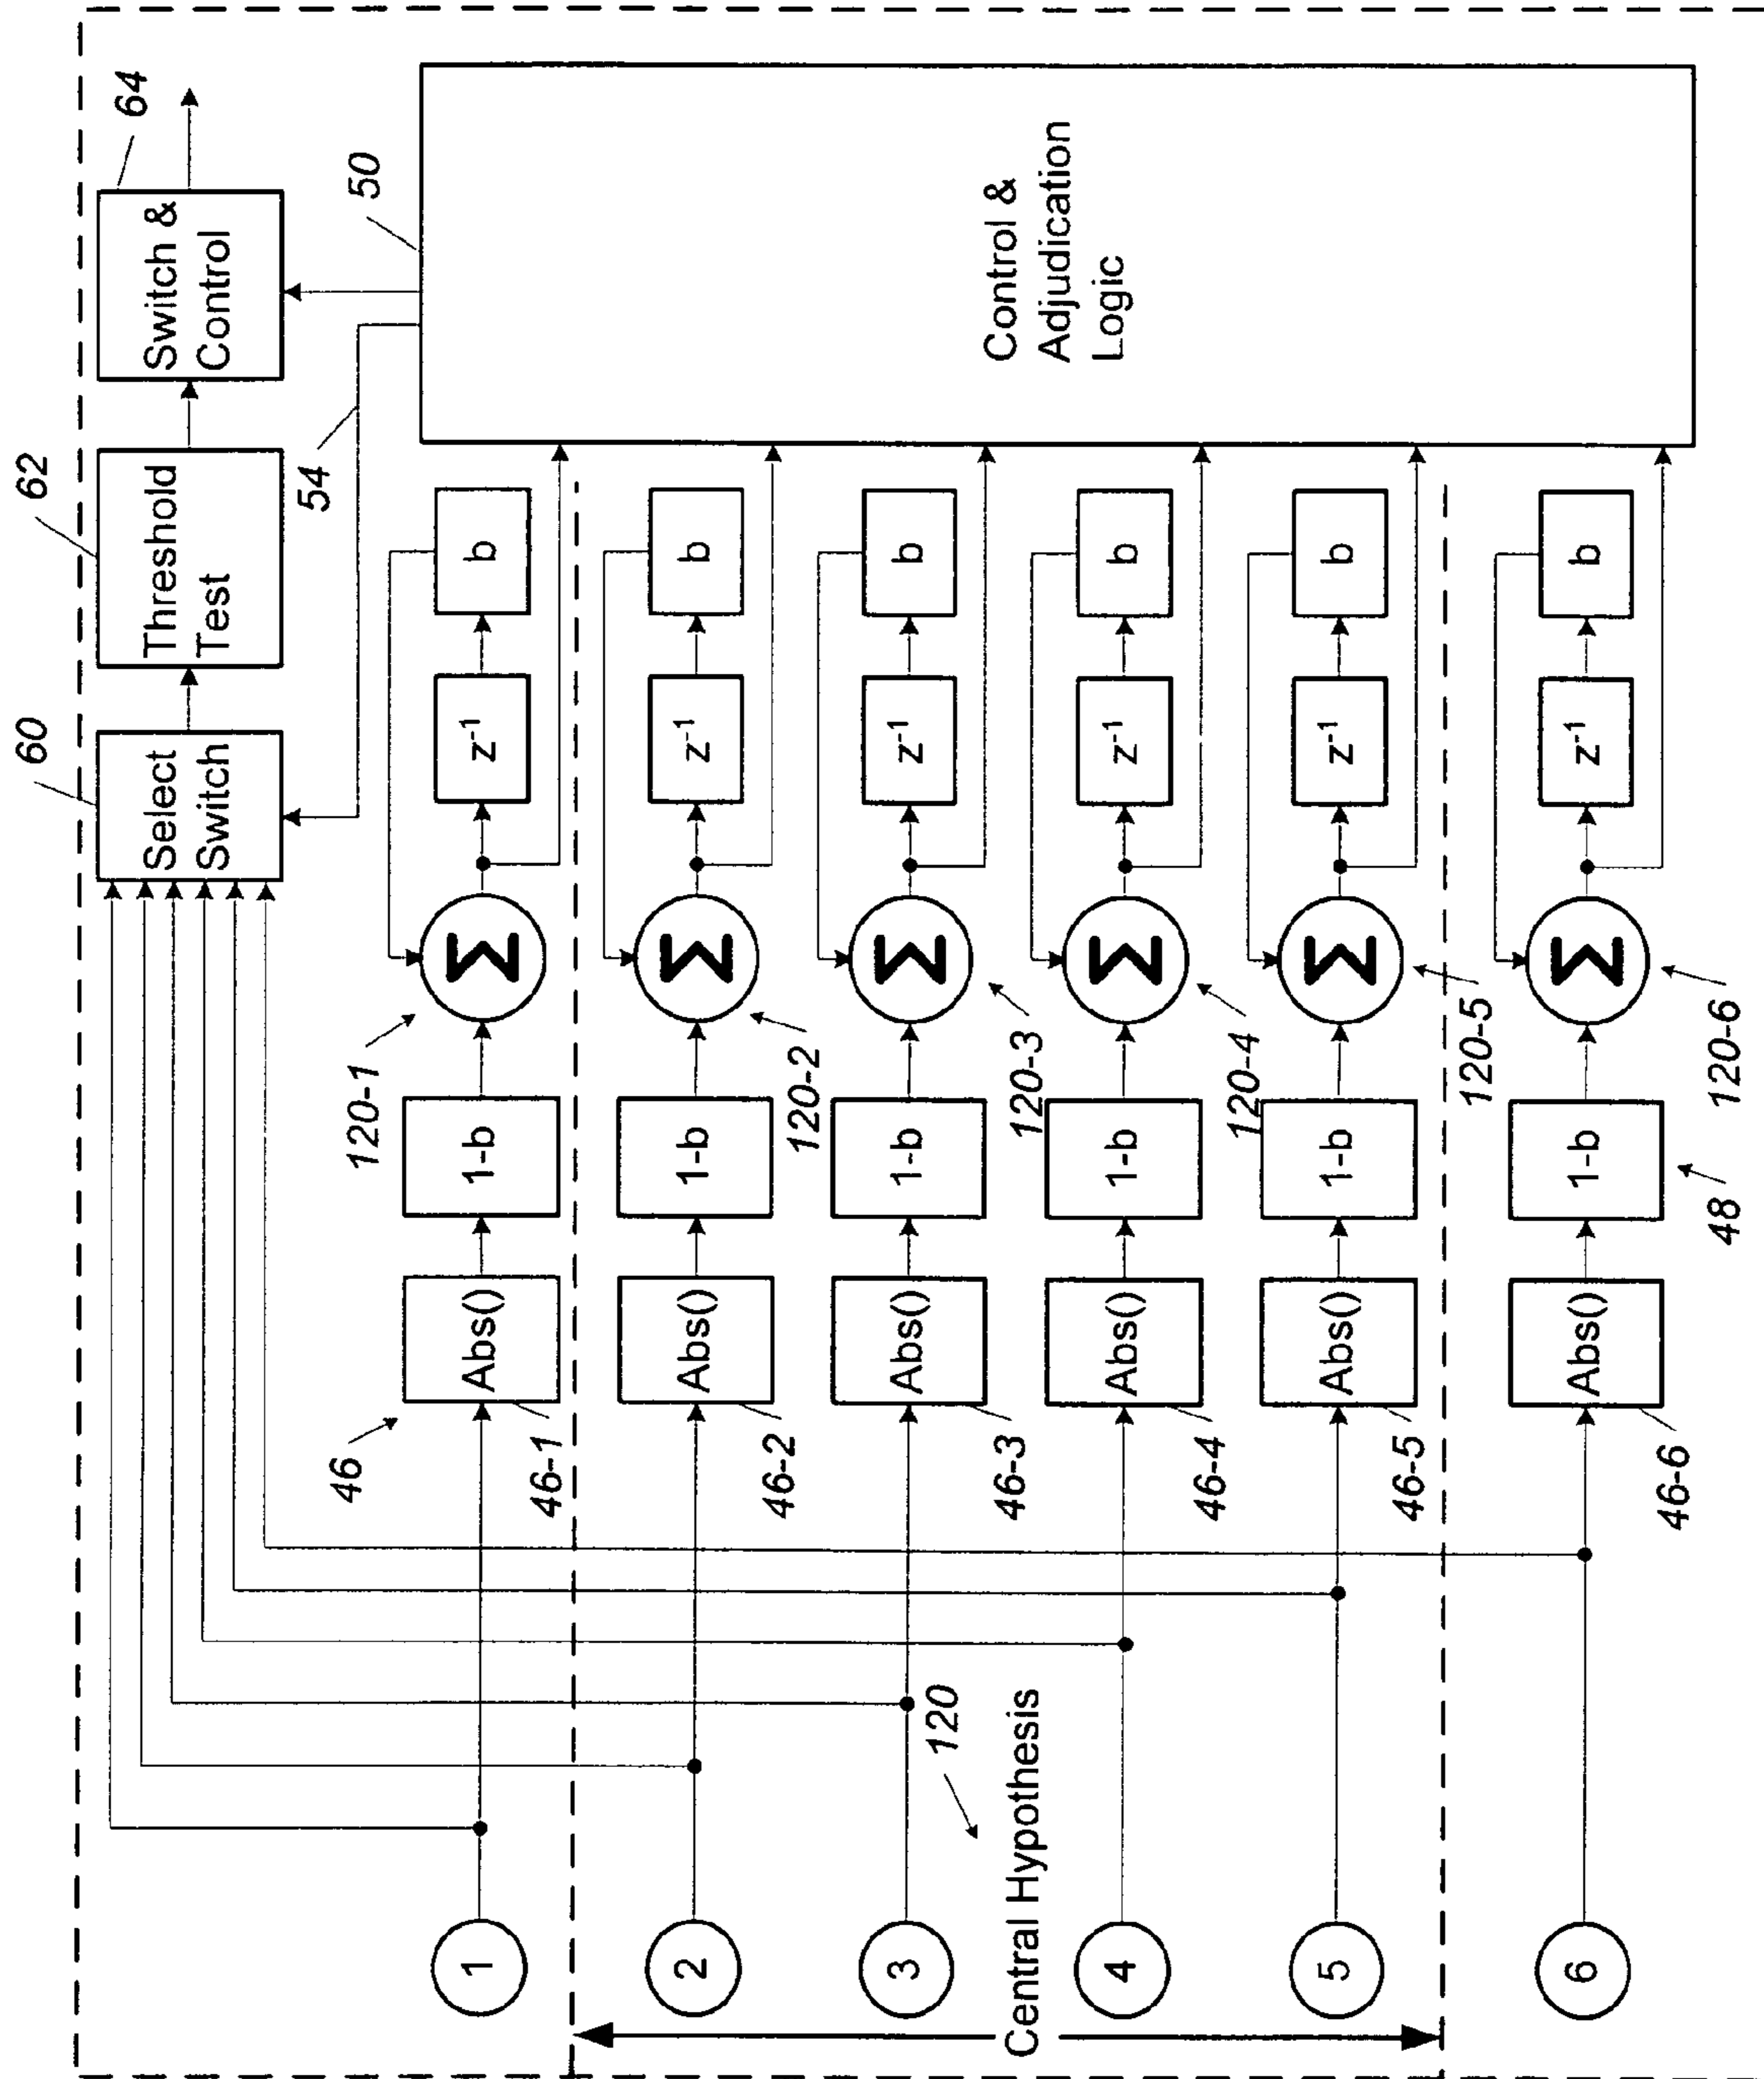 60
62
64
Select
Switch
Threshold
Test
Switch &
Control
54
50
1
46
46-1
Abs()
1-b
120-1
Σ
z⁻¹
b
2
46-2
Abs()
1-b
120-2
Σ
z⁻¹
b
3
46-3
Abs()
1-b
120-3
Σ
z⁻¹
b
Control &
Adjudication
Logic
120
Central Hypothesis
4
46-4
Abs()
1-b
120-4
Σ
z⁻¹
b
5
46-5
Abs()
1-b
120-5
Σ
z⁻¹
b
6
46-6
Abs()
1-b
48
120-6
Σ
z⁻¹
b